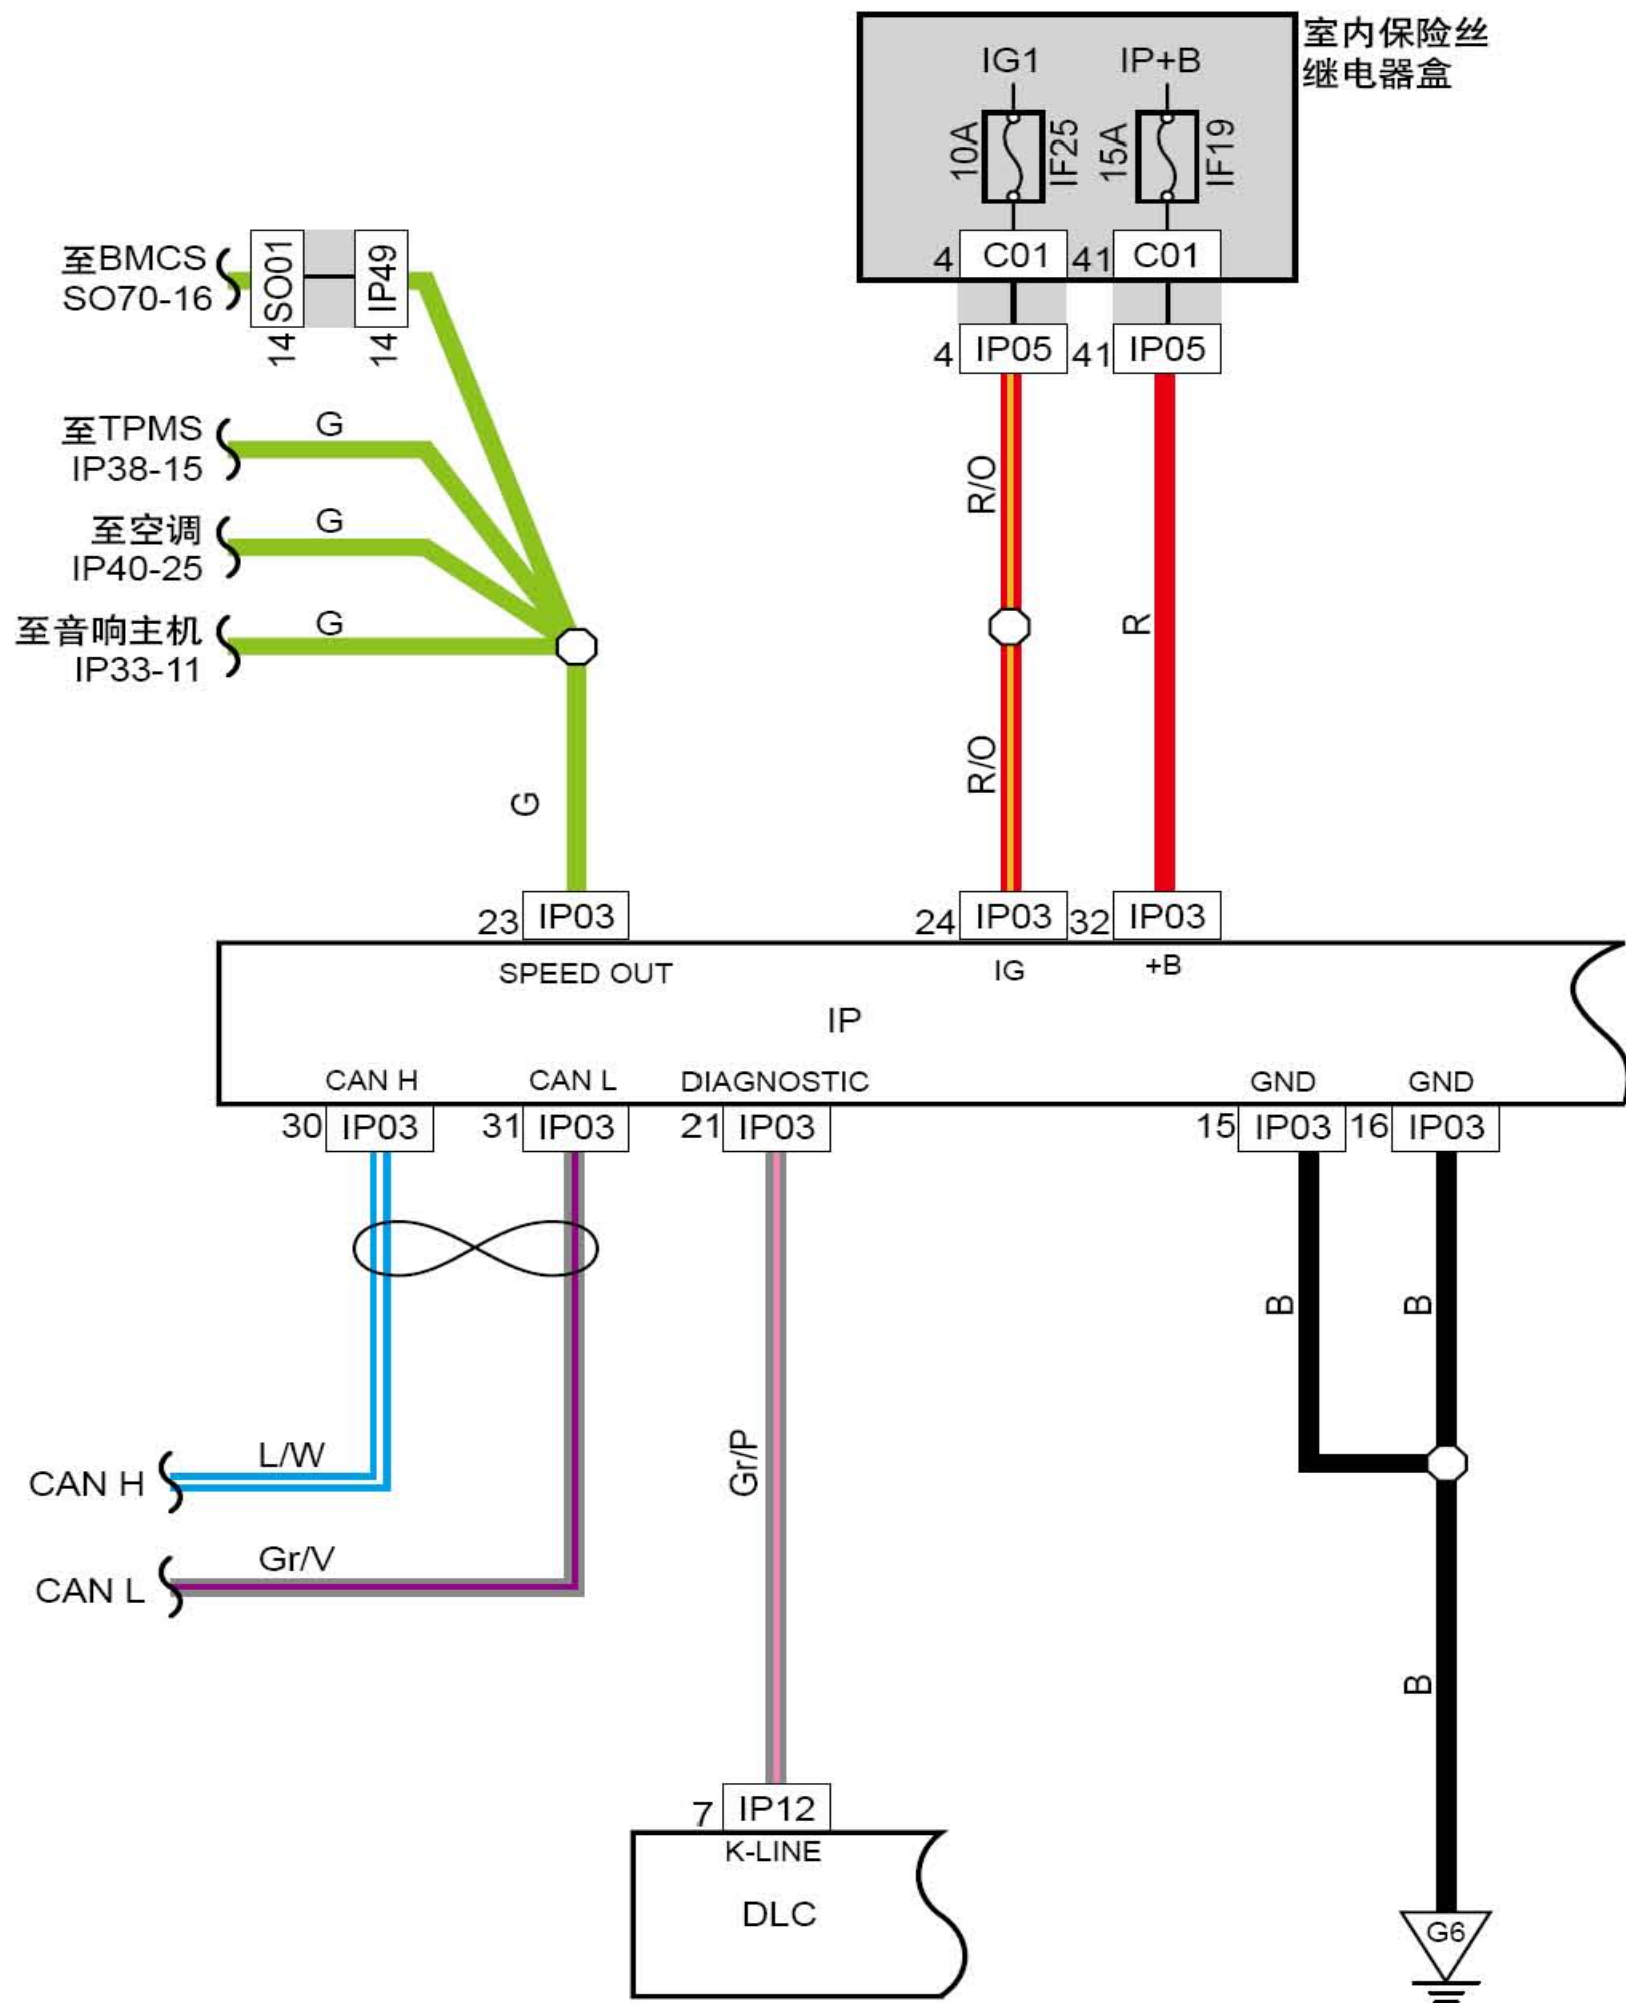 室内保险丝
继电器盒
IG1 IP+B
10A IF25 15A IF19
4 C01 41 C01
4 IP05 41 IP05
至BMCS
SO70-16
SO01 IP49
14 14
至TPMS
IP38-15
G
至空调
IP40-25
G
至音响主机
IP33-11
G
R/O
R
R/O
G
23 IP03 24 IP03 32 IP03
SPEED OUT IG +B
IP
CAN H CAN L DIAGNOSTIC GND GND
30 IP03 31 IP03 21 IP03 15 IP03 16 IP03
B B
L/W
CAN H
Gr/P
Gr/V
CAN L
B
7 IP12
K-LINE
DLC
G6